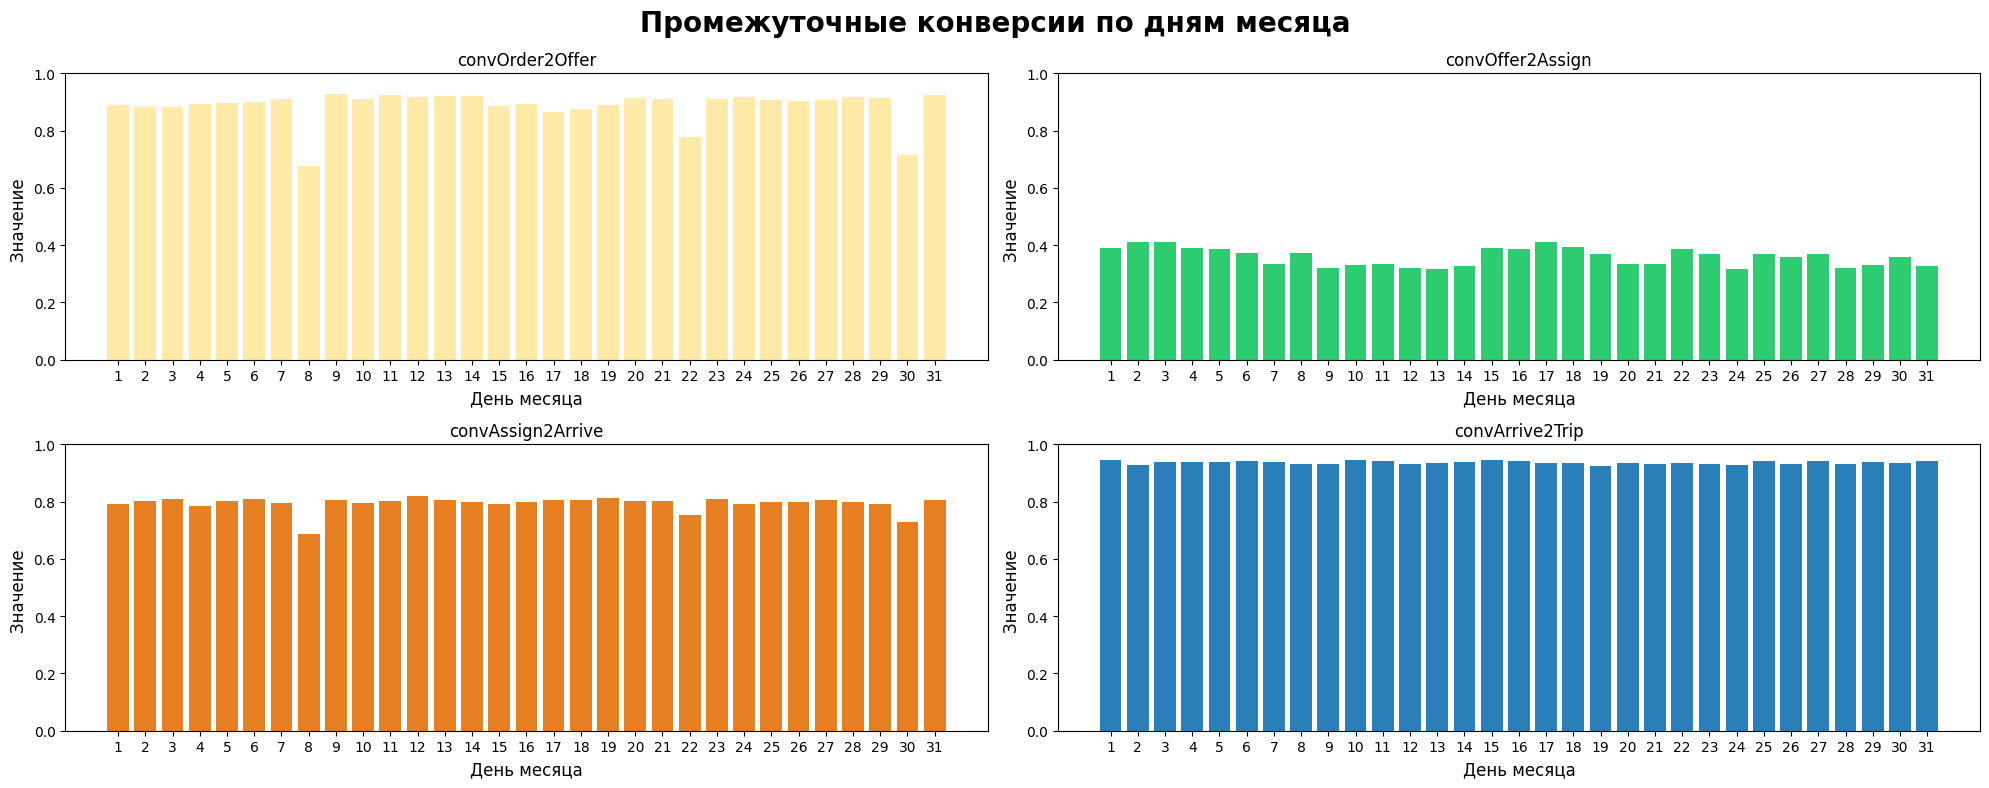 Промежуточные конверсии по дням месяца
convOrder2Offer
1.0
0.8
0.6
0.4
0.2
0.0
Значение
1 2 3 4 5 6 7 8 9 10 11 12 13 14 15 16 17 18 19 20 21 22 23 24 25 26 27 28 29 30 31
День месяца
convOffer2Assign
1.0
0.8
0.6
0.4
0.2
0.0
Значение
1 2 3 4 5 6 7 8 9 10 11 12 13 14 15 16 17 18 19 20 21 22 23 24 25 26 27 28 29 30 31
День месяца
convAssign2Arrive
1.0
0.8
0.6
0.4
0.2
0.0
Значение
1 2 3 4 5 6 7 8 9 10 11 12 13 14 15 16 17 18 19 20 21 22 23 24 25 26 27 28 29 30 31
День месяца
convArrive2Trip
1.0
0.8
0.6
0.4
0.2
0.0
Значение
1 2 3 4 5 6 7 8 9 10 11 12 13 14 15 16 17 18 19 20 21 22 23 24 25 26 27 28 29 30 31
День месяца